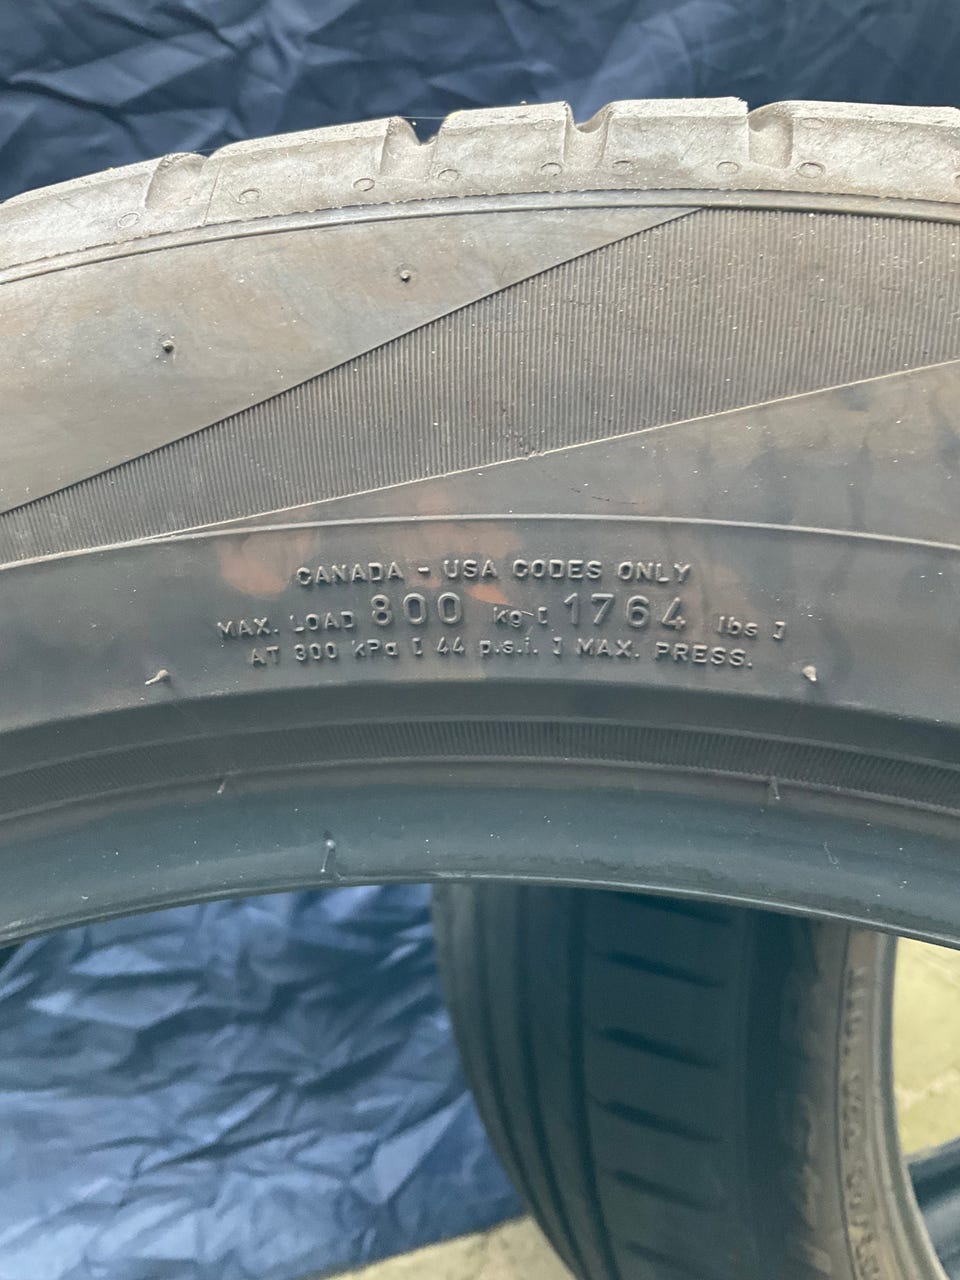 CANADA - USA CODES ONLY
MAX. LOAD 800 kg [ 1764 lbs ]
AT 300 kPa [ 44 p.s.i. ] MAX. PRESS.